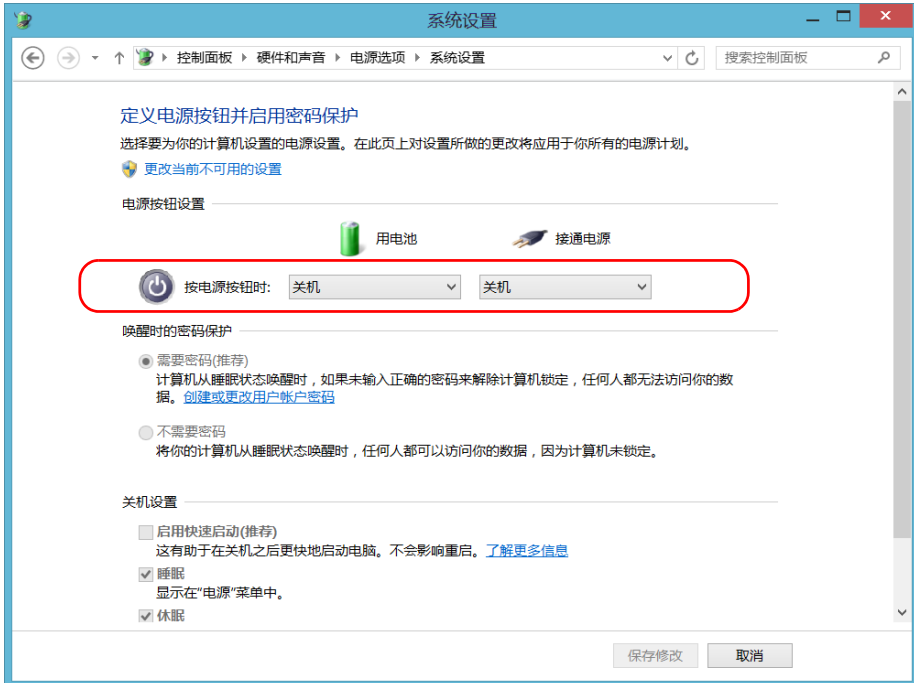 系统设置
控制面板 硬件和声音 电源选项 系统设置
搜索控制面板
定义电源按钮并启用密码保护
选择要为你的计算机设置的电源设置。在此页上对设置所做的更改将应用于你所有的电源计划。
更改当前不可用的设置
电源按钮设置
用电池 接通电源
按电源按钮时: 关机 关机
唤醒时的密码保护
需要密码(推荐)
计算机从睡眠状态唤醒时，如果未输入正确的密码来解除计算机锁定，任何人都无法访问你的数
据。创建或更改用户帐户密码
不需要密码
将你的计算机从睡眠状态唤醒时，任何人都可以访问你的数据，因为计算机未锁定。
关机设置
启用快速启动(推荐)
这有助于在关机之后更快地启动电脑。不会影响重启。了解更多信息
睡眠
显示在"电源"菜单中。
休眠
保存修改 取消